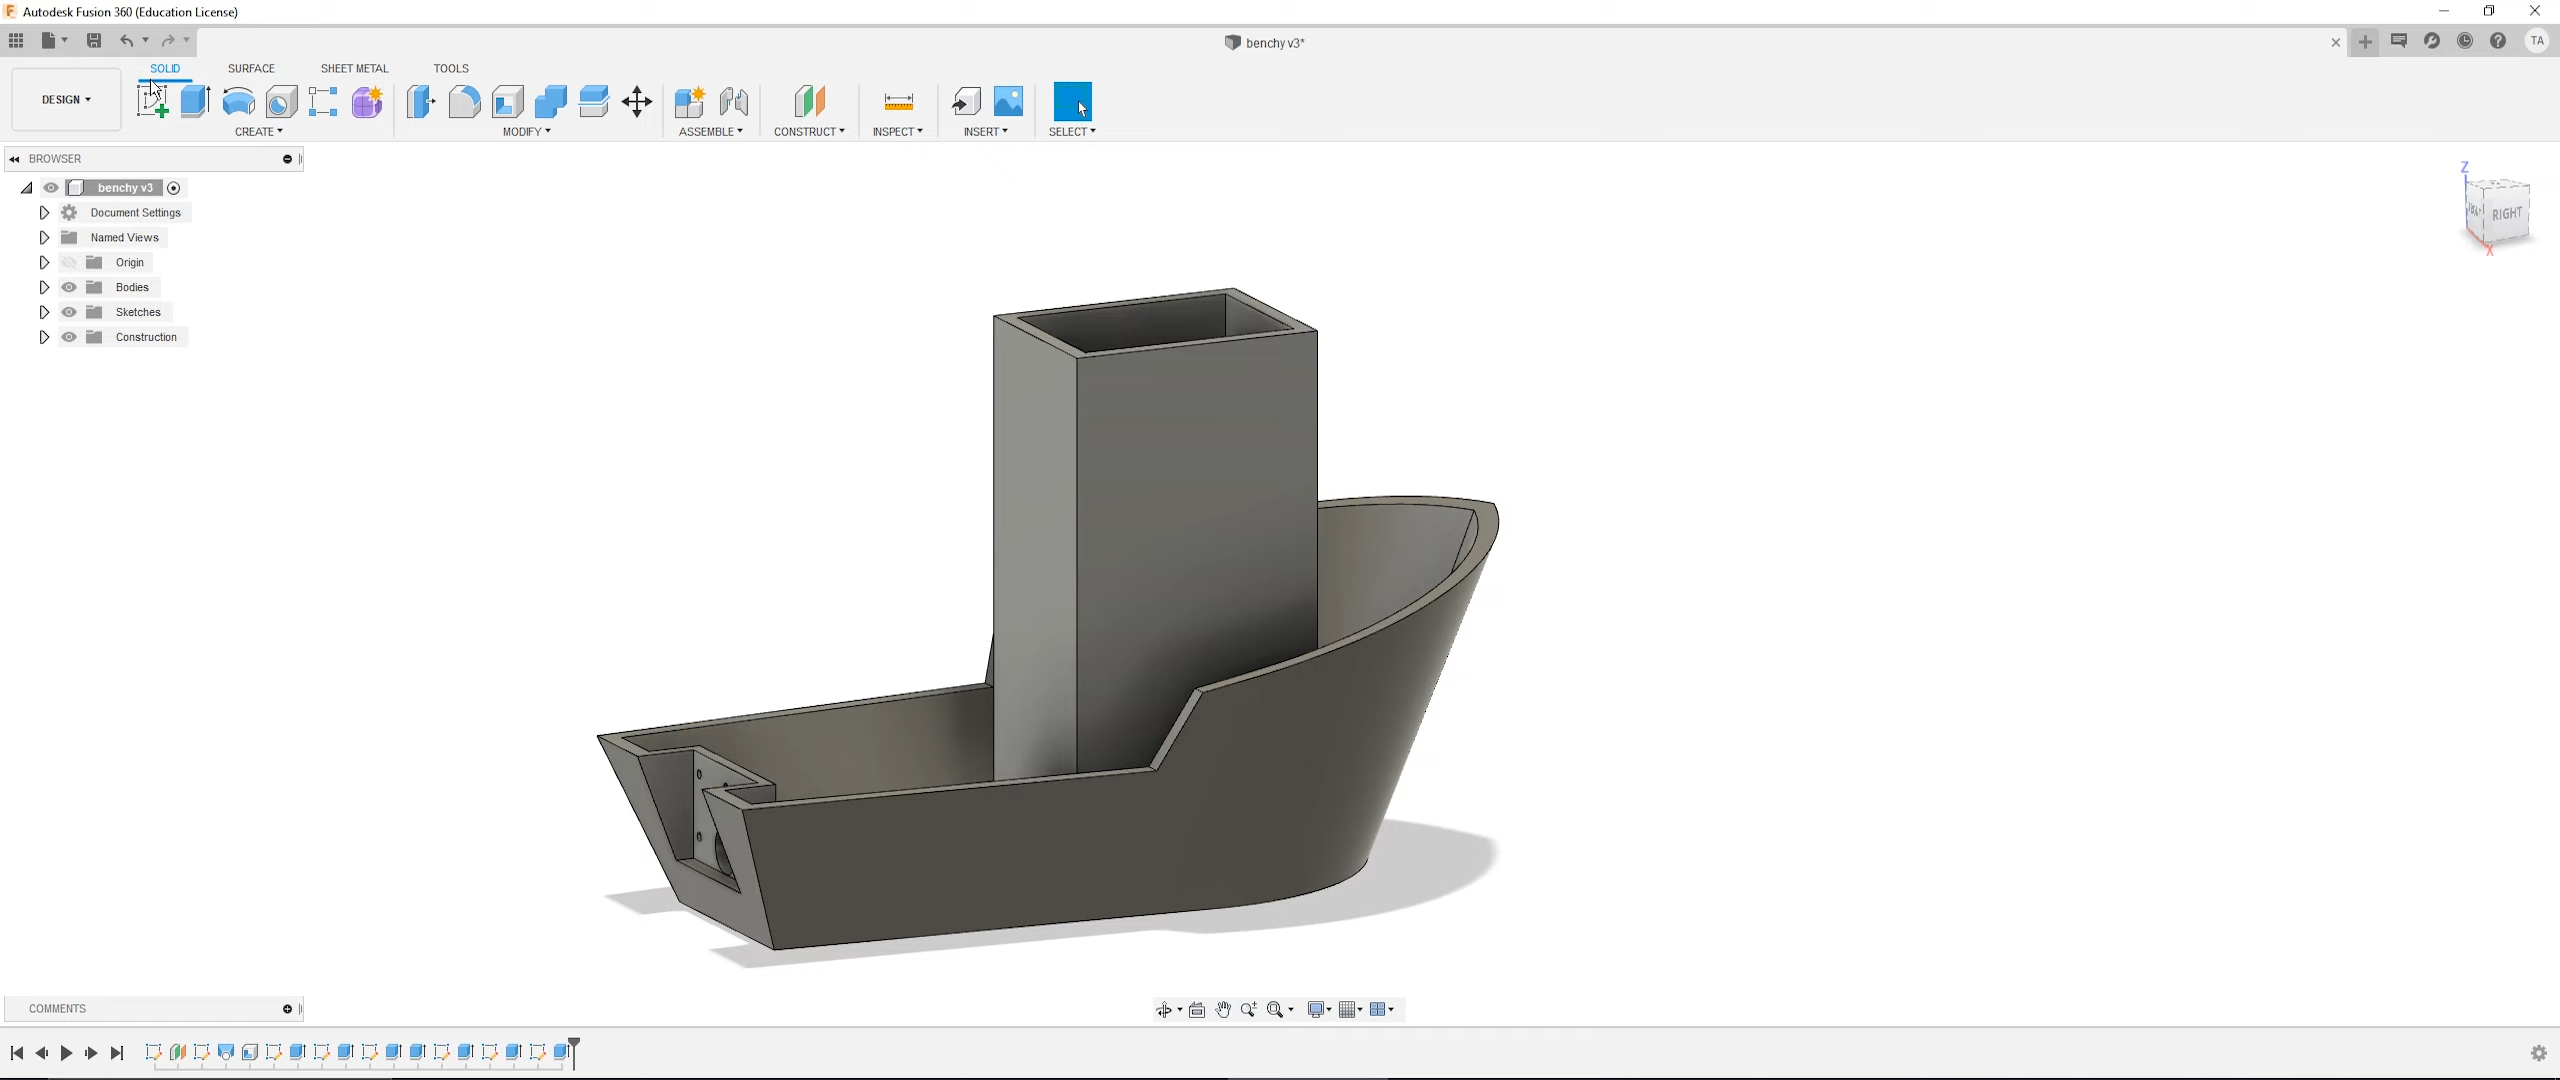 Autodesk Fusion 360 (Education License)
benchy v3*
TA
SOLID SURFACE SHEET METAL TOOLS
DESIGN
CREATE MODIFY ASSEMBLE CONSTRUCT INSPECT INSERT SELECT
BROWSER
benchy v3
Document Settings
Named Views
Origin
Bodies
Sketches
Construction
Z
RIGHT
X
COMMENTS